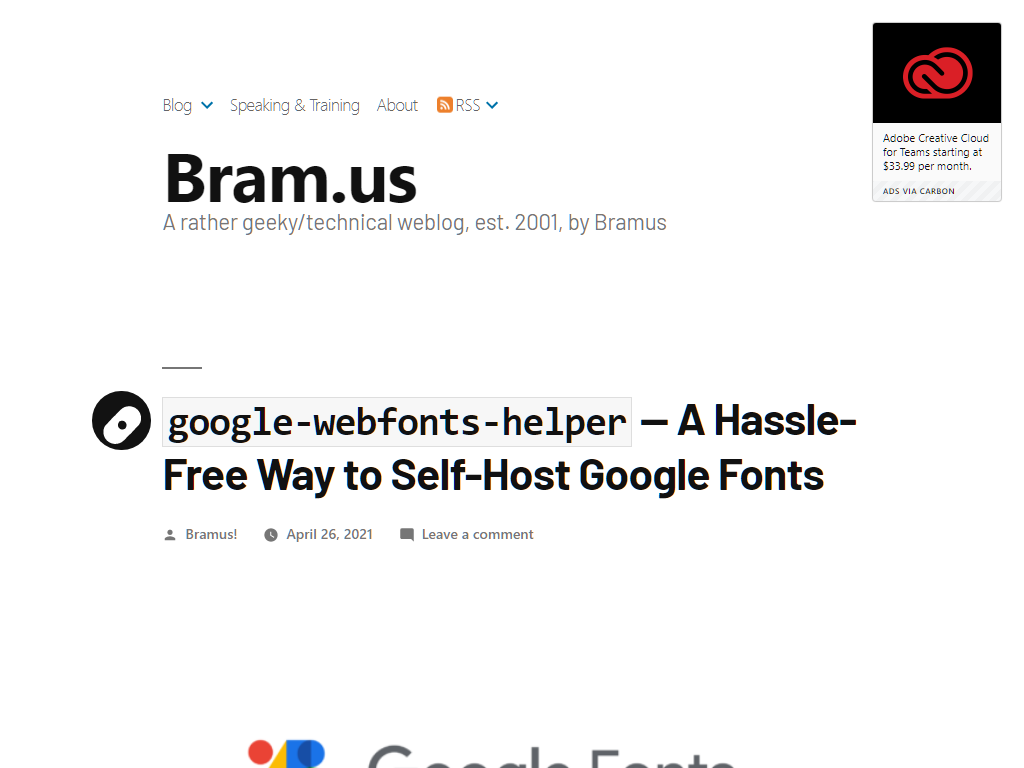 Blog Speaking & Training About RSS
Adobe Creative Cloud
for Teams starting at
$33.99 per month.
ADS VIA CARBON
Bram.us
A rather geeky/technical weblog, est. 2001, by Bramus
google-webfonts-helper — A Hassle-
Free Way to Self-Host Google Fonts
Bramus! April 26, 2021 Leave a comment
Google Fonts